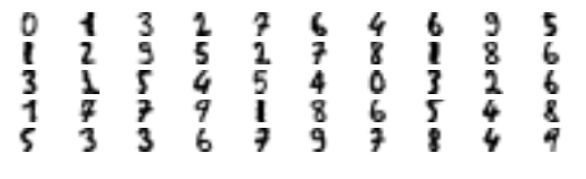 0 1 3 2 7 6 4 6 9 5
1 2 9 5 2 7 8 1 8 6
3 1 5 4 5 4 0 3 2 6
1 7 7 9 1 8 6 5 4 8
5 3 3 6 7 9 7 8 4 9